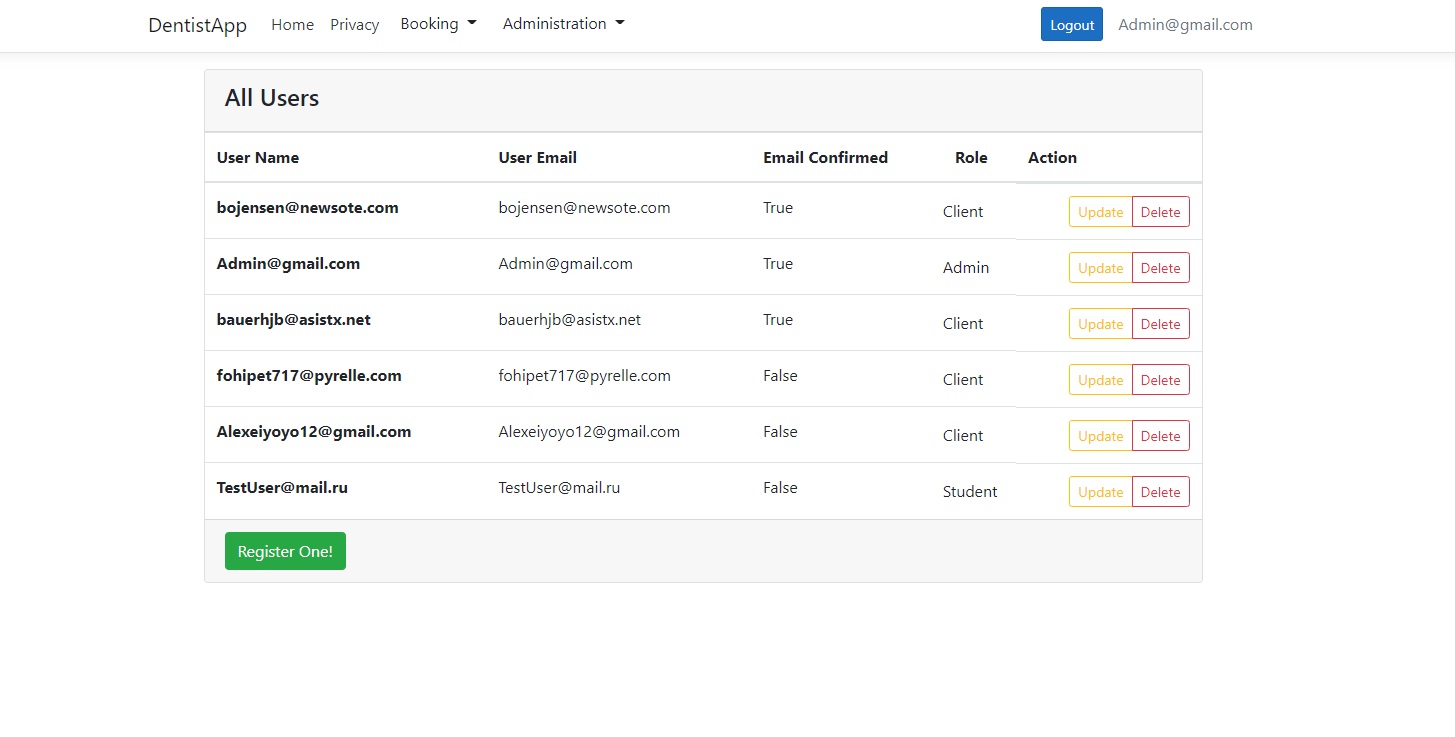 DentistApp Home Privacy Booking Administration Logout Admin@gmail.com
All Users
User Name User Email Email Confirmed Role Action
bojensen@newsote.com bojensen@newsote.com True Client Update Delete
Admin@gmail.com Admin@gmail.com True Admin Update Delete
bauerhjb@asistx.net bauerhjb@asistx.net True Client Update Delete
fohipet717@pyrelle.com fohipet717@pyrelle.com False Client Update Delete
Alexeiyoyo12@gmail.com Alexeiyoyo12@gmail.com False Client Update Delete
TestUser@mail.ru TestUser@mail.ru False Student Update Delete
Register One!